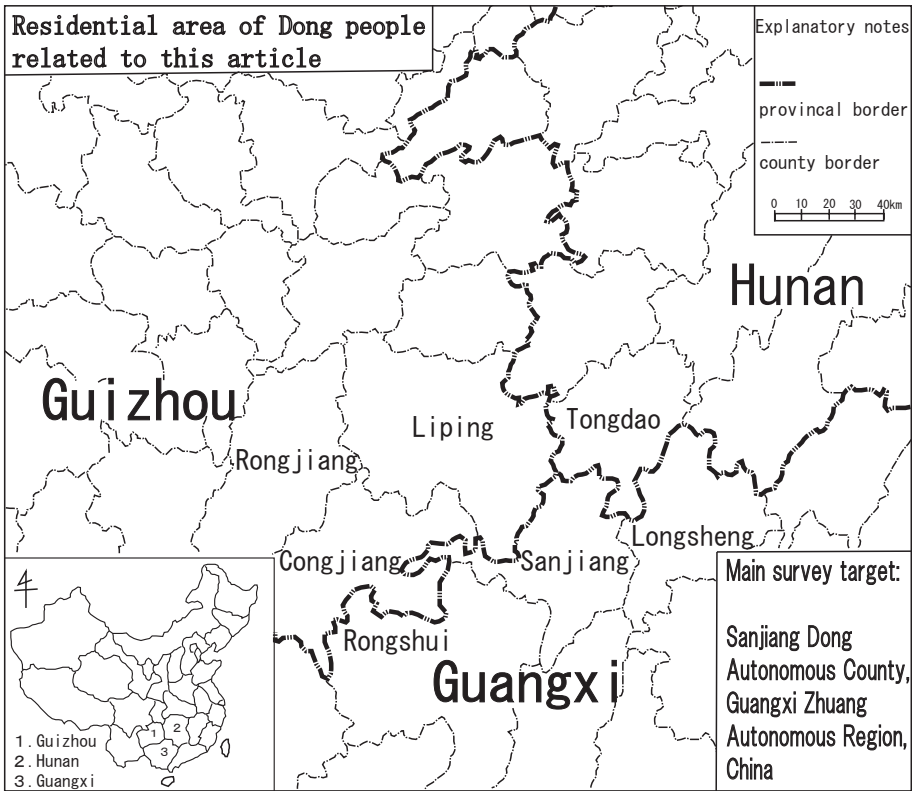 Residential area of Dong people
related to this article
Explanatory notes
provincal border
county border
0 10 20 30 40km
Hunan
Guizhou
Liping
Tongdao
Rongjiang
Longsheng
Congjiang
Sanjiang
Rongshui
Guangxi
Main survey target:
Sanjiang Dong
Autonomous County,
Guangxi Zhuang
Autonomous Region,
China
1
2
3
1. Guizhou
2. Hunan
3. Guangxi